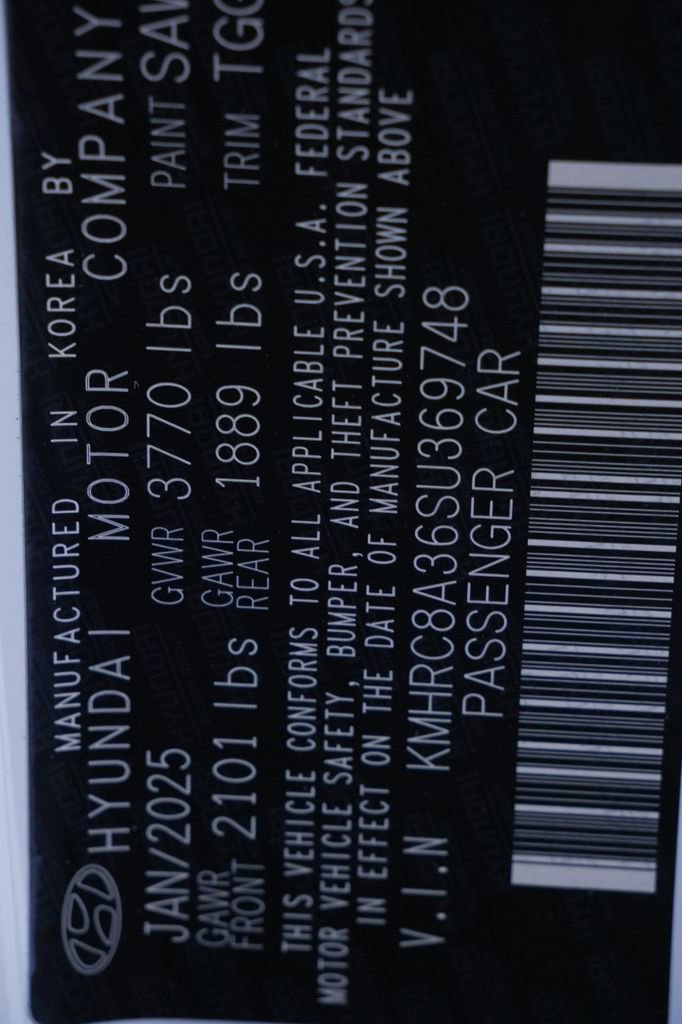 MANUFACTURED IN KOREA BY
HYUNDAI MOTOR COMPANY
JAN/2025 GVWR 3770 lbs PAINT SAW
GAWR FRONT 2101 lbs GAWR REAR 1889 lbs TRIM
THIS VEHICLE CONFORMS TO ALL APPLICABLE U.S.A. FEDERAL
MOTOR VEHICLE SAFETY, BUMPER, AND THEFT PREVENTION STANDARDS
IN EFFECT ON THE DATE OF MANUFACTURE SHOWN ABOVE
V.I.N KMHRC8A36SU369748
PASSENGER CAR